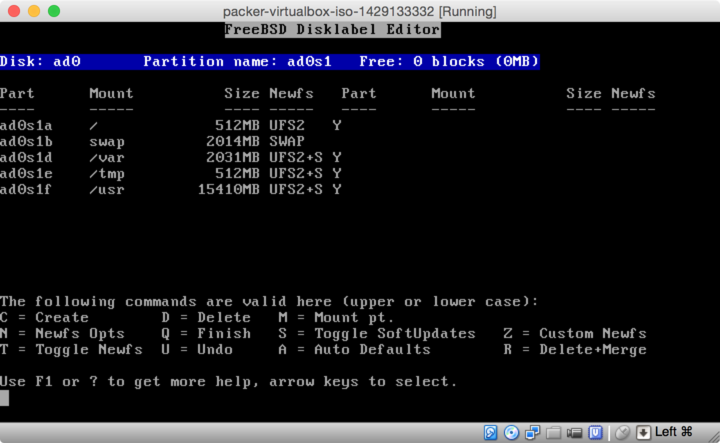 packer-virtualbox-iso-1429133332 [Running]
FreeBSD Disklabel Editor
Disk: ad0 Partition name: ad0s1 Free: 0 blocks (0MB)
Part Mount Size Newfs Part Mount Size Newfs
---- ----- ---- ----- ---- ----- ---- -----
ad0s1a / 512MB UFS2 Y
ad0s1b swap 2014MB SWAP
ad0s1d /var 2031MB UFS2+S Y
ad0s1e /tmp 512MB UFS2+S Y
ad0s1f /usr 15410MB UFS2+S Y
The following commands are valid here (upper or lower case):
C = Create D = Delete M = Mount pt.
N = Newfs Opts Q = Finish S = Toggle SoftUpdates Z = Custom Newfs
T = Toggle Newfs U = Undo A = Auto Defaults R = Delete+Merge
Use F1 or ? to get more help, arrow keys to select.
Left ⌘